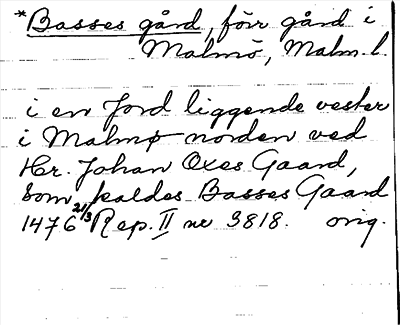 *Basses gård, förr gård i
Malmö, Malm. l.
i en Jord liggende vester
i Malmø norden ved
Hr. Johan Oxes Gaard,
som kaldes Basses Gaard
1476 21/3 Rep. II nr 3818. orig.